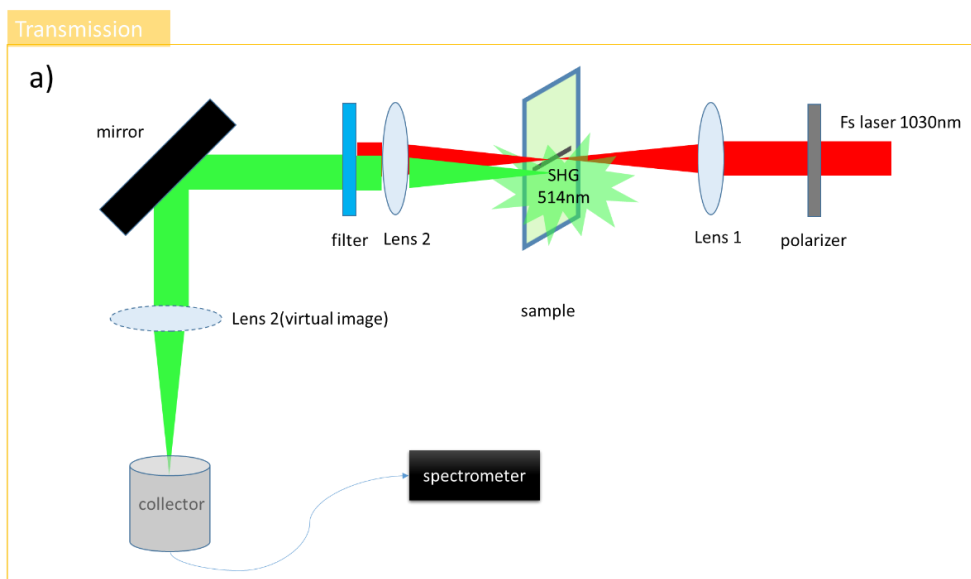 Transmission
a)
mirror
Fs laser 1030nm
SHG
514nm
filter
Lens 2
Lens 1
polarizer
sample
Lens 2(virtual image)
spectrometer
collector